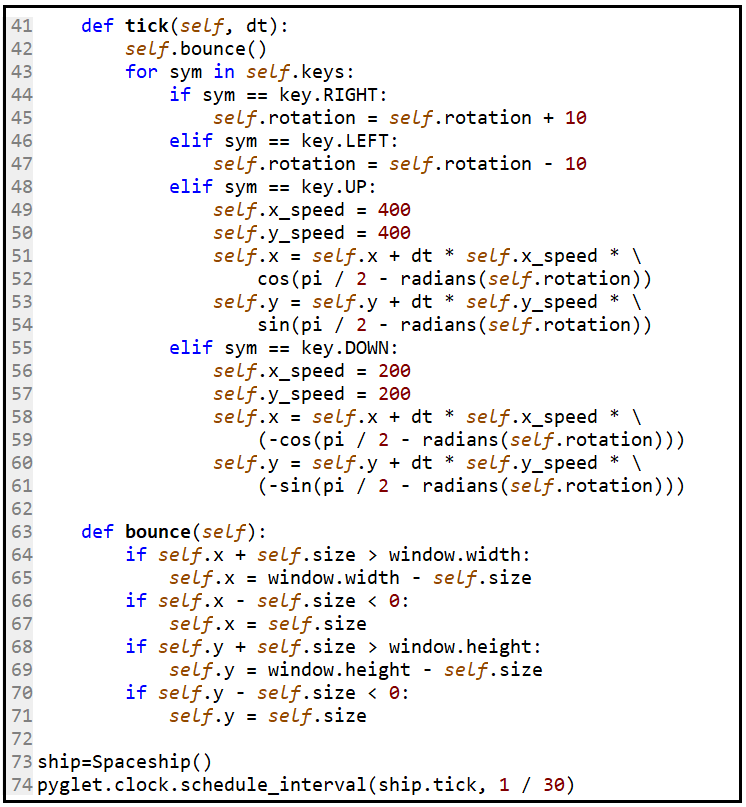 41     def tick(self, dt):
42         self.bounce()
43         for sym in self.keys:
44             if sym == key.RIGHT:
45                 self.rotation = self.rotation + 10
46             elif sym == key.LEFT:
47                 self.rotation = self.rotation - 10
48             elif sym == key.UP:
49                 self.x_speed = 400
50                 self.y_speed = 400
51                 self.x = self.x + dt * self.x_speed * \
52                     cos(pi / 2 - radians(self.rotation))
53                 self.y = self.y + dt * self.y_speed * \
54                     sin(pi / 2 - radians(self.rotation))
55             elif sym == key.DOWN:
56                 self.x_speed = 200
57                 self.y_speed = 200
58                 self.x = self.x + dt * self.x_speed * \
59                     (-cos(pi / 2 - radians(self.rotation)))
60                 self.y = self.y + dt * self.y_speed * \
61                     (-sin(pi / 2 - radians(self.rotation)))
62
63     def bounce(self):
64         if self.x + self.size > window.width:
65             self.x = window.width - self.size
66         if self.x - self.size < 0:
67             self.x = self.size
68         if self.y + self.size > window.height:
69             self.y = window.height - self.size
70         if self.y - self.size < 0:
71             self.y = self.size
72
73 ship=Spaceship()
74 pyglet.clock.schedule_interval(ship.tick, 1 / 30)